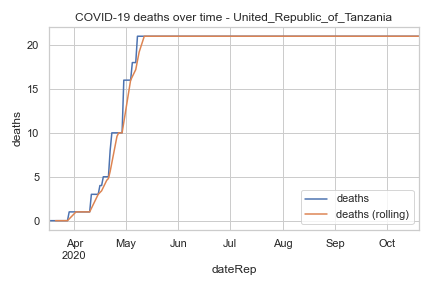 COVID-19 deaths over time - United_Republic_of_Tanzania
20
15
10
5
0
deaths
deaths
deaths (rolling)
Apr May Jun Jul Aug Sep Oct
2020
dateRep